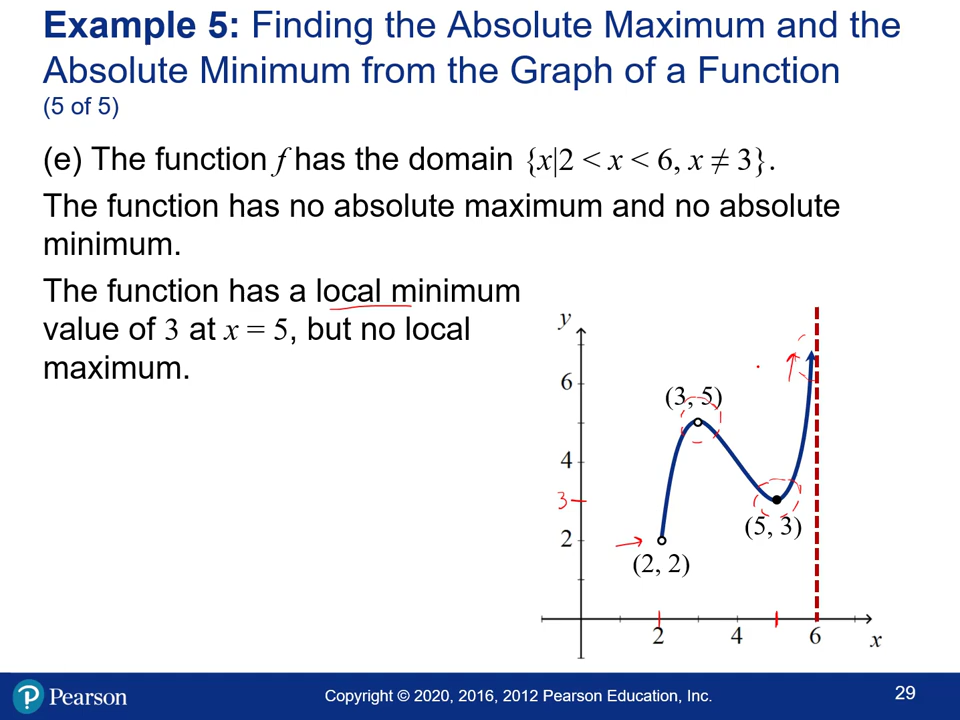 Example 5: Finding the Absolute Maximum and the
Absolute Minimum from the Graph of a Function
(5 of 5)
(e) The function f has the domain {x|2 < x < 6, x ≠ 3}.
The function has no absolute maximum and no absolute
minimum.
The function has a local minimum
value of 3 at x = 5, but no local
maximum.
y
6
(3, 5)
4
3
(5, 3)
2
(2, 2)
2 4 6 x
Pearson
Copyright © 2020, 2016, 2012 Pearson Education, Inc.
29